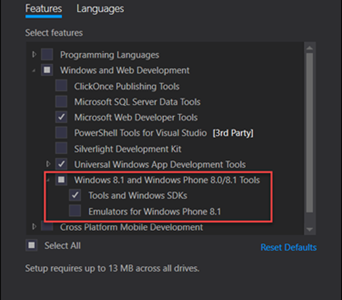 Features Languages
Select features
Programming Languages
Windows and Web Development
ClickOnce Publishing Tools
Microsoft SQL Server Data Tools
Microsoft Web Developer Tools
PowerShell Tools for Visual Studio [3rd Party]
Silverlight Development Kit
Universal Windows App Development Tools
Windows 8.1 and Windows Phone 8.0/8.1 Tools
Tools and Windows SDKs
Emulators for Windows Phone 8.1
Cross Platform Mobile Development
Select All Reset Defaults
Setup requires up to 13 MB across all drives.